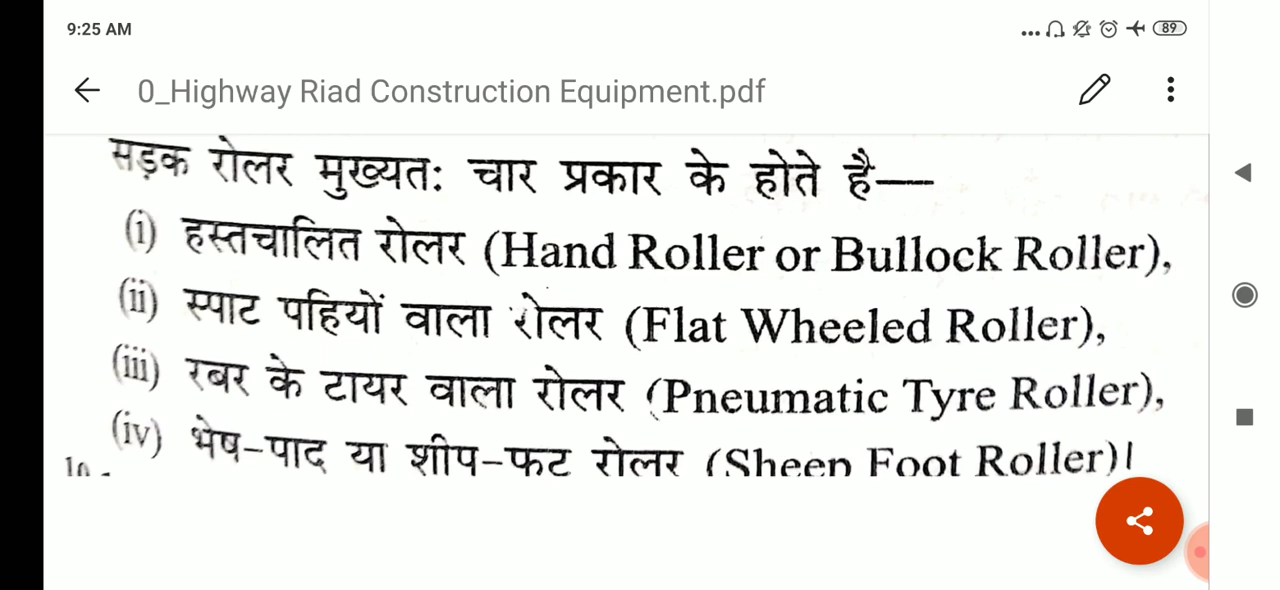 9:25 AM
89
0_Highway Riad Construction Equipment.pdf
सड़क रोलर मुख्यतः चार प्रकार के होते है—
(i) हस्तचालित रोलर (Hand Roller or Bullock Roller),
(ii) स्पाट पहियों वाला रोलर (Flat Wheeled Roller),
(iii) रबर के टायर वाला रोलर (Pneumatic Tyre Roller),
(iv) भेष-पाद या शीप-फुट रोलर (Sheep Foot Roller)।